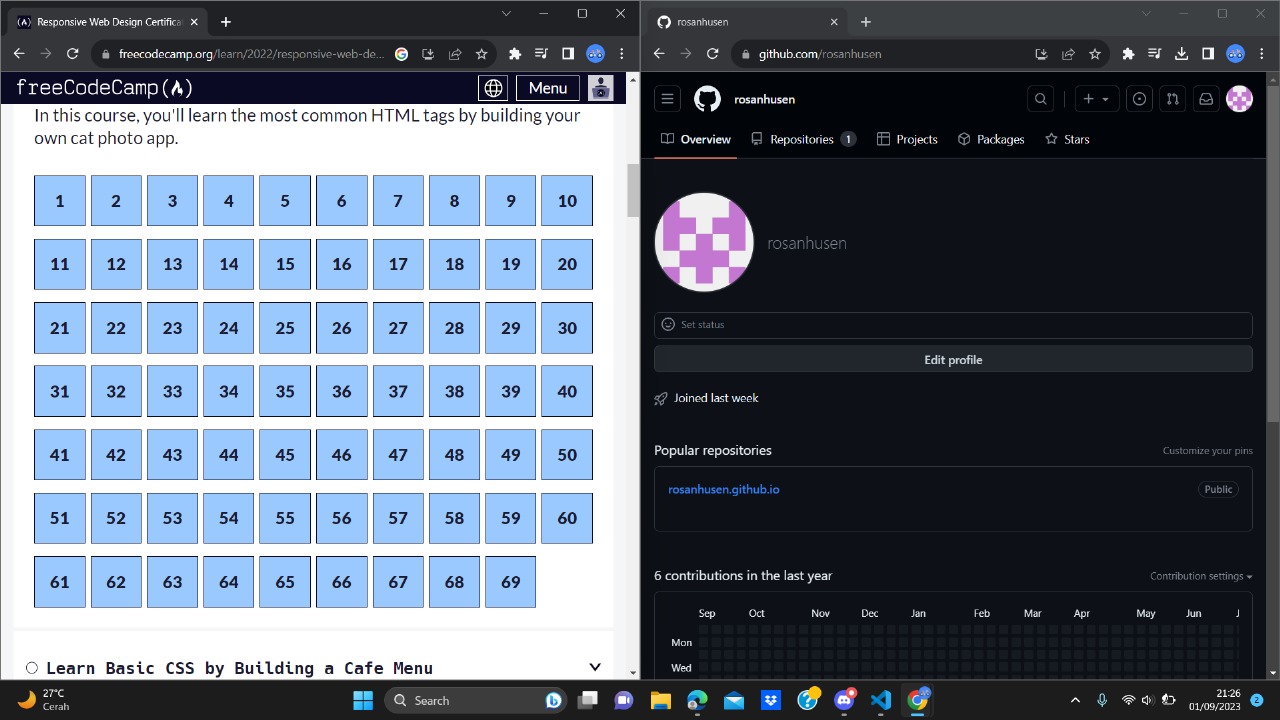 Responsive Web Design Certifica
freecodecamp.org/learn/2022/responsive-web-de...
freeCodeCamp
Menu
In this course, you'll learn the most common HTML tags by building your
own cat photo app.
1 2 3 4 5 6 7 8 9 10
11 12 13 14 15 16 17 18 19 20
21 22 23 24 25 26 27 28 29 30
31 32 33 34 35 36 37 38 39 40
41 42 43 44 45 46 47 48 49 50
51 52 53 54 55 56 57 58 59 60
61 62 63 64 65 66 67 68 69
Learn Basic CSS by Building a Cafe Menu
rosanhusen
github.com/rosanhusen
rosanhusen
Overview Repositories 1 Projects Packages Stars
rosanhusen
Set status
Edit profile
Joined last week
Popular repositories Customize your pins
rosanhusen.github.io Public
6 contributions in the last year Contribution settings
Sep Oct Nov Dec Jan Feb Mar Apr May Jun J
Mon
Wed
27°C
Cerah
Search
21:26
01/09/2023
2